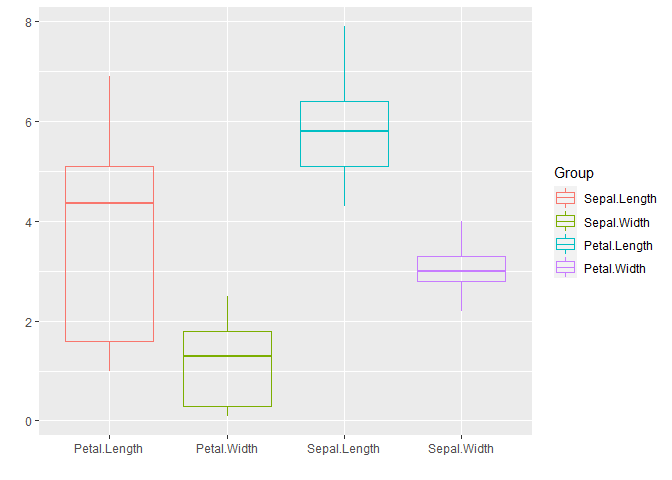 8
6
4
2
0
Petal.Length Petal.Width Sepal.Length Sepal.Width
Group
Sepal.Length
Sepal.Width
Petal.Length
Petal.Width